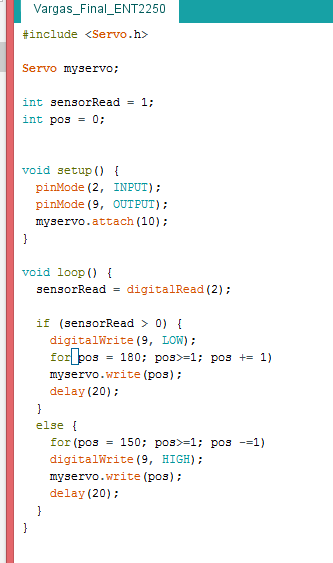 Vargas_Final_ENT2250
#include <Servo.h>
Servo myservo;
int sensorRead = 1;
int pos = 0;
void setup() {
pinMode(2, INPUT);
pinMode(9, OUTPUT);
myservo.attach(10);
}
void loop() {
sensorRead = digitalRead(2);
if (sensorRead > 0) {
digitalWrite(9, LOW);
for pos = 180; pos>=1; pos += 1)
myservo.write(pos);
delay(20);
}
else {
for(pos = 150; pos>=1; pos -=1)
digitalWrite(9, HIGH);
myservo.write(pos);
delay(20);
}
}